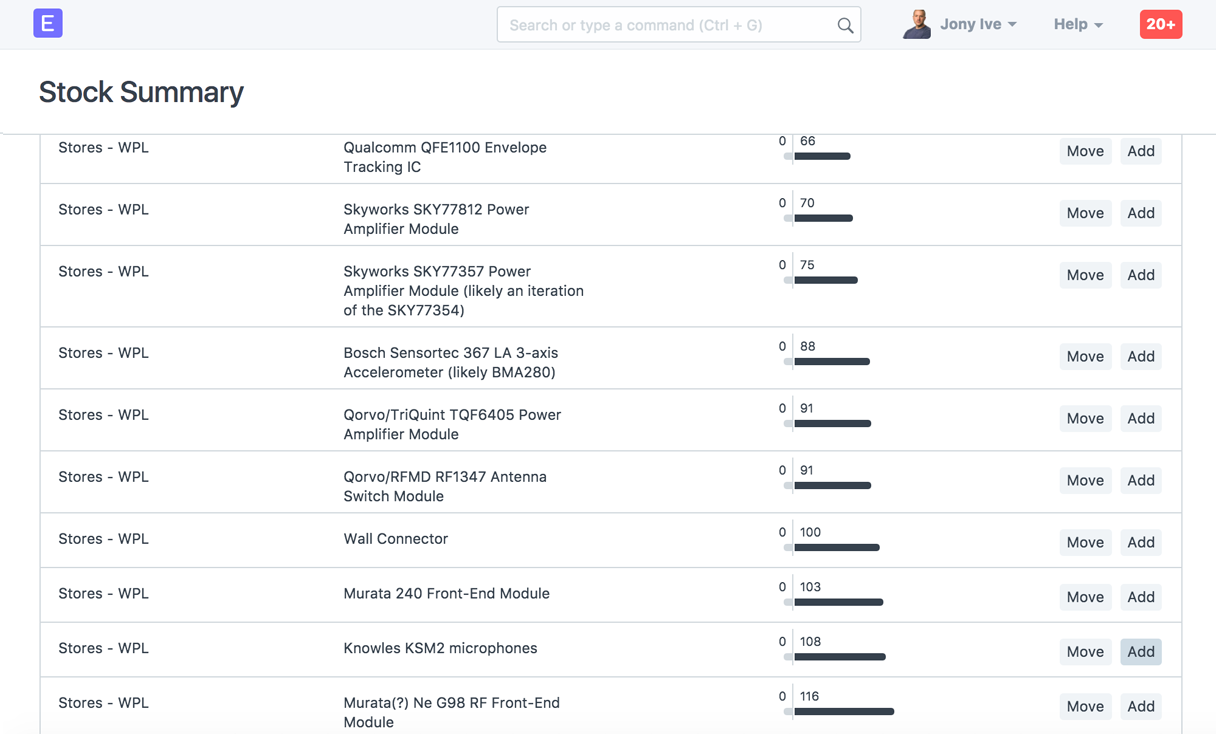 E
Search or type a command (Ctrl + G)
Jony Ive
Help
20+
Stock Summary
Stores - WPL
Qualcomm QFE1100 Envelope
Tracking IC
0 66
Move Add
Stores - WPL
Skyworks SKY77812 Power
Amplifier Module
0 70
Move Add
Stores - WPL
Skyworks SKY77357 Power
Amplifier Module (likely an iteration
of the SKY77354)
0 75
Move Add
Stores - WPL
Bosch Sensortec 367 LA 3-axis
Accelerometer (likely BMA280)
0 88
Move Add
Stores - WPL
Qorvo/TriQuint TQF6405 Power
Amplifier Module
0 91
Move Add
Stores - WPL
Qorvo/RFMD RF1347 Antenna
Switch Module
0 91
Move Add
Stores - WPL
Wall Connector
0 100
Move Add
Stores - WPL
Murata 240 Front-End Module
0 103
Move Add
Stores - WPL
Knowles KSM2 microphones
0 108
Move Add
Stores - WPL
Murata(?) Ne G98 RF Front-End
Module
0 116
Move Add